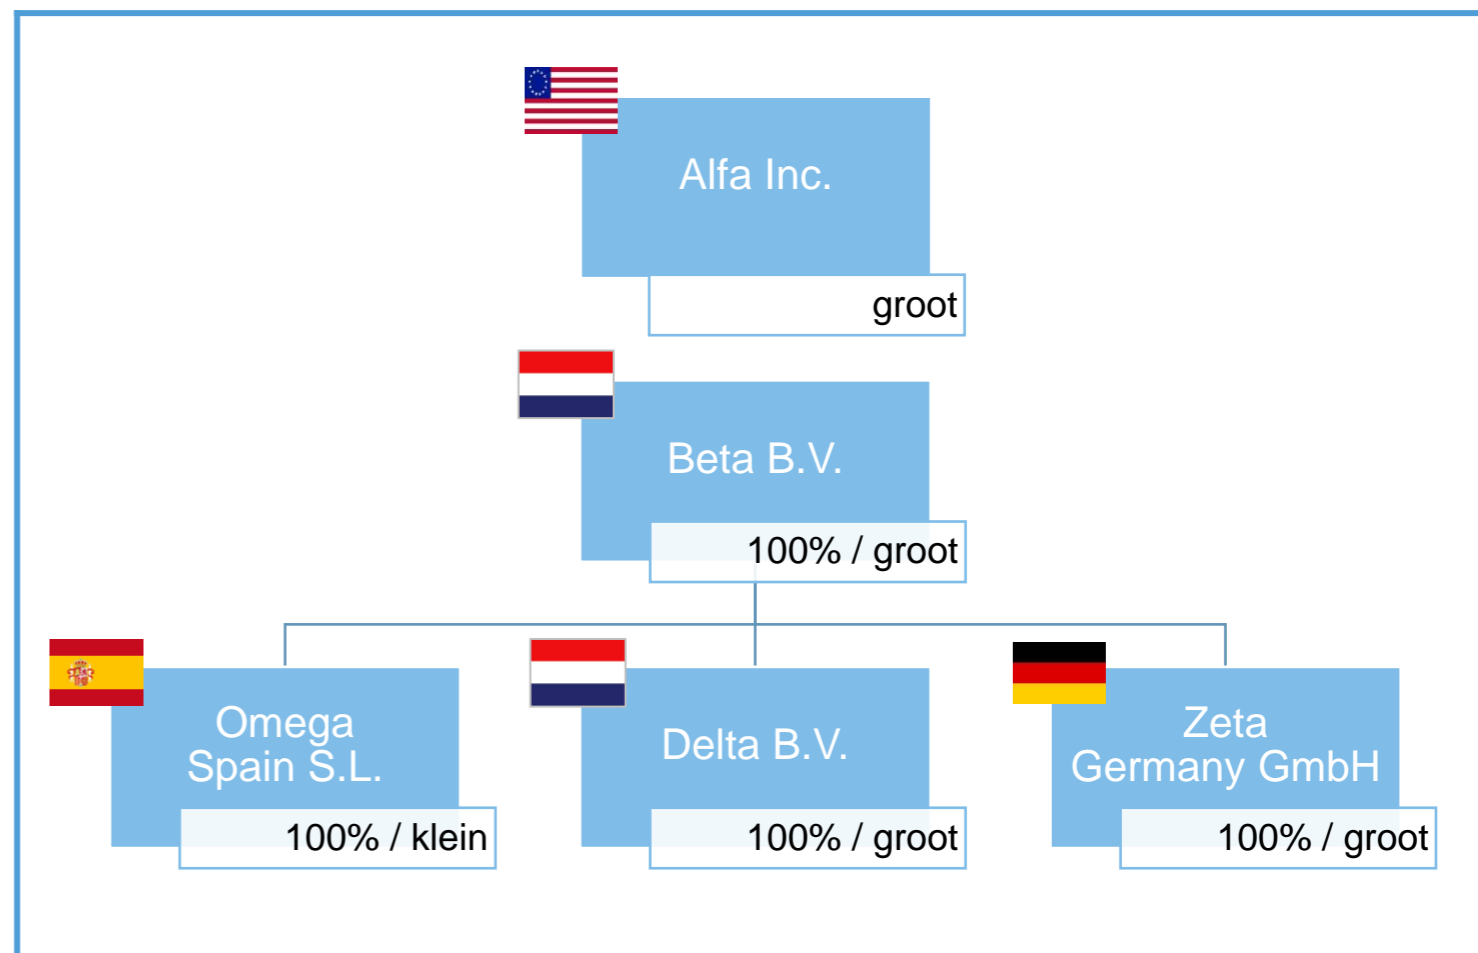 Alfa Inc.
groot
Beta B.V.
100% / groot
Omega
Spain S.L.
100% / klein
Delta B.V.
100% / groot
Zeta
Germany GmbH
100% / groot